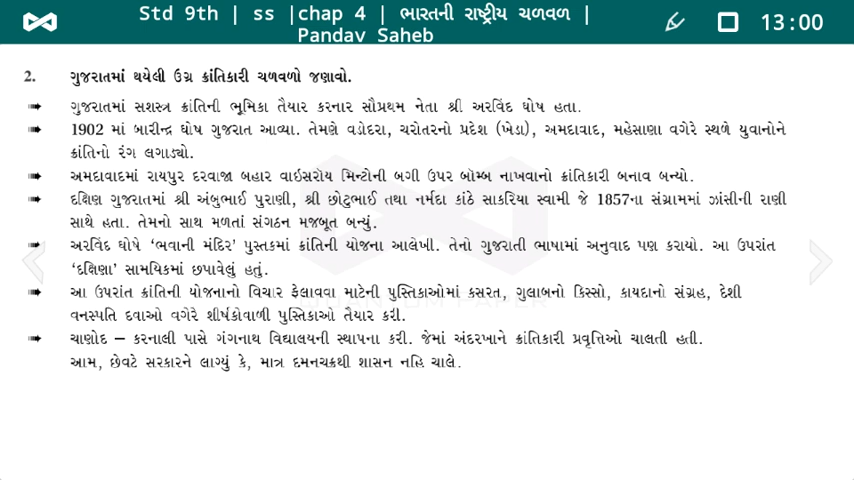 Std 9th | ss |chap 4 | ભારતની રાષ્ટ્રીય ચળવળ |
Pandav Saheb
13:00
2. ગુજરાતમાં થયેલી ઉગ્ર ક્રાંતિકારી ચળવળો જણાવો.
➠ ગુજરાતમાં સશસ્ત્ર ક્રાંતિની ભૂમિકા તૈયાર કરનાર સૌપ્રથમ નેતા શ્રી અરવિંદ ઘોષ હતા.
➠ 1902 માં બારીન્દ્ર ઘોષ ગુજરાત આવ્યા. તેમણે વડોદરા, ચરોતરનો પ્રદેશ (ખેડા), અમદાવાદ, મહેસાણા વગેરે સ્થળે યુવાનોને
ક્રાંતિનો રંગ લગાડ્યો.
➠ અમદાવાદમાં રાયપુર દરવાજા બહાર વાઇસરોય મિન્ટોની બગી ઉપર બૉમ્બ નાખવાનો ક્રાંતિકારી બનાવ બન્યો.
➠ દક્ષિણ ગુજરાતમાં શ્રી અંબુભાઈ પુરાણી, શ્રી છોટુભાઈ તથા નર્મદા કાંઠે સાકરિયા સ્વામી જે 1857ના સંગ્રામમાં ઝાંસીની રાણી
સાથે હતા. તેમનો સાથ મળતાં સંગઠન મજબૂત બન્યું.
➠ અરવિંદ ઘોષે ‘ભવાની મંદિર’ પુસ્તકમાં ક્રાંતિની યોજના આલેખી. તેનો ગુજરાતી ભાષામાં અનુવાદ પણ કરાયો. આ ઉપરાંત
‘દક્ષિણા’ સામયિકમાં છપાવેલું હતું.
➠ આ ઉપરાંત ક્રાંતિની યોજનાનો વિચાર ફેલાવવા માટેની પુસ્તિકાઓમાં કસરત, ગુલાબનો કિસ્સો, કાયદાનો સંગ્રહ, દેશી
વનસ્પતિ દવાઓ વગેરે શીર્ષકોવાળી પુસ્તિકાઓ તૈયાર કરી.
➠ ચાણોદ – કરનાલી પાસે ગંગનાથ વિદ્યાલયની સ્થાપના કરી. જેમાં અંદરખાને ક્રાંતિકારી પ્રવૃત્તિઓ ચાલતી હતી.
આમ, છેવટે સરકારને લાગ્યું કે, માત્ર દમનચક્રથી શાસન નહિ ચાલે.